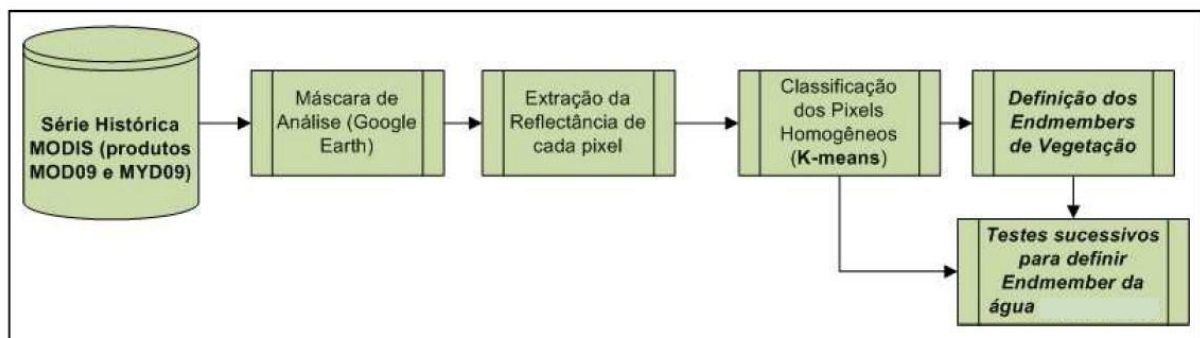 Série Histórica
MODIS (produtos
MOD09 e MYD09)
Máscara de
Análise (Google
Earth)
Extração da
Reflectância de
cada pixel
Classificação
dos Pixels
Homogêneos
(K-means)
Definição dos
Endmembers
de Vegetação
Testes sucessivos
para definir
Endmember da
água